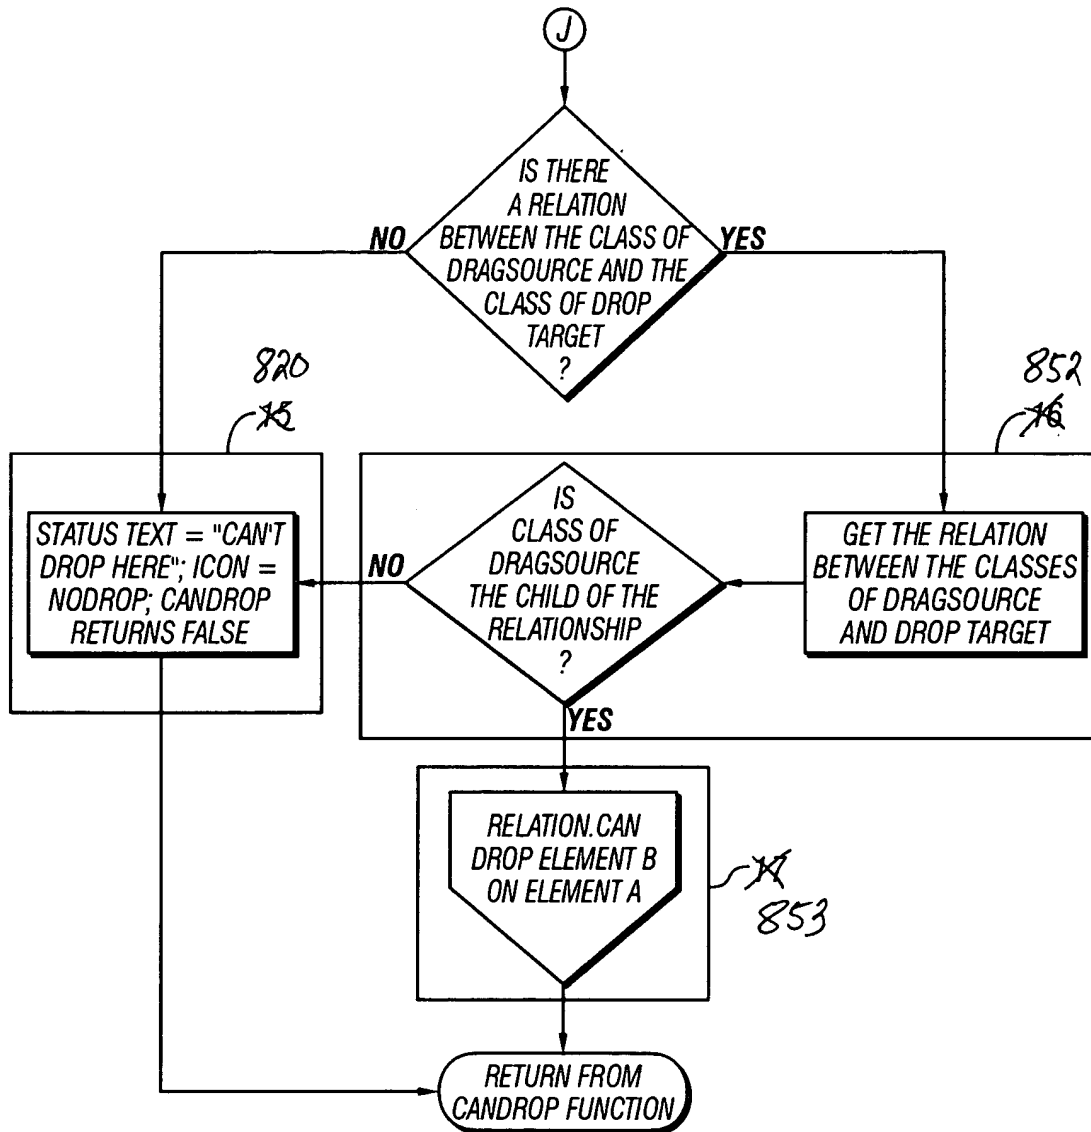 J
IS THERE
A RELATION
BETWEEN THE CLASS OF
DRAGSOURCE AND THE
CLASS OF DROP
TARGET
?
NO
YES
820
15
852
16
STATUS TEXT = "CAN'T
DROP HERE"; ICON =
NODROP; CANDROP
RETURNS FALSE
NO
IS
CLASS OF
DRAGSOURCE
THE CHILD OF THE
RELATIONSHIP
?
GET THE RELATION
BETWEEN THE CLASSES
OF DRAGSOURCE
AND DROP TARGET
YES
RELATION.CAN
DROP ELEMENT B
ON ELEMENT A
17
853
RETURN FROM
CANDROP FUNCTION